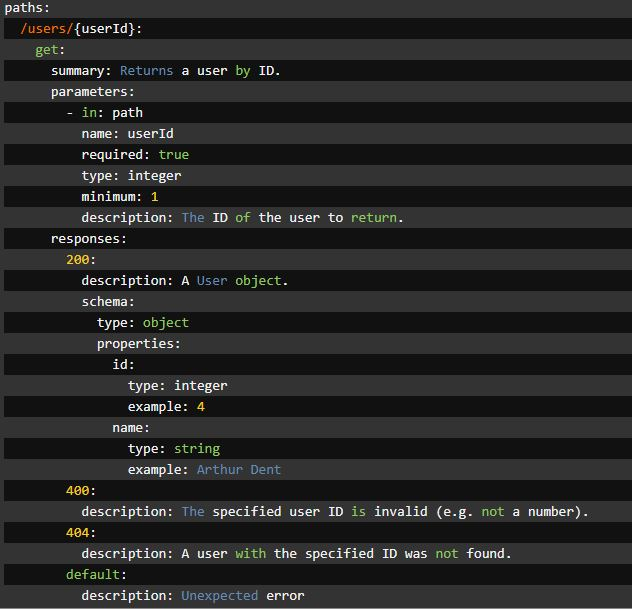 paths:
  /users/{userId}:
    get:
      summary: Returns a user by ID.
      parameters:
        - in: path
          name: userId
          required: true
          type: integer
          minimum: 1
          description: The ID of the user to return.
      responses:
        200:
          description: A User object.
          schema:
            type: object
            properties:
              id:
                type: integer
                example: 4
              name:
                type: string
                example: Arthur Dent
        400:
          description: The specified user ID is invalid (e.g. not a number).
        404:
          description: A user with the specified ID was not found.
        default:
          description: Unexpected error